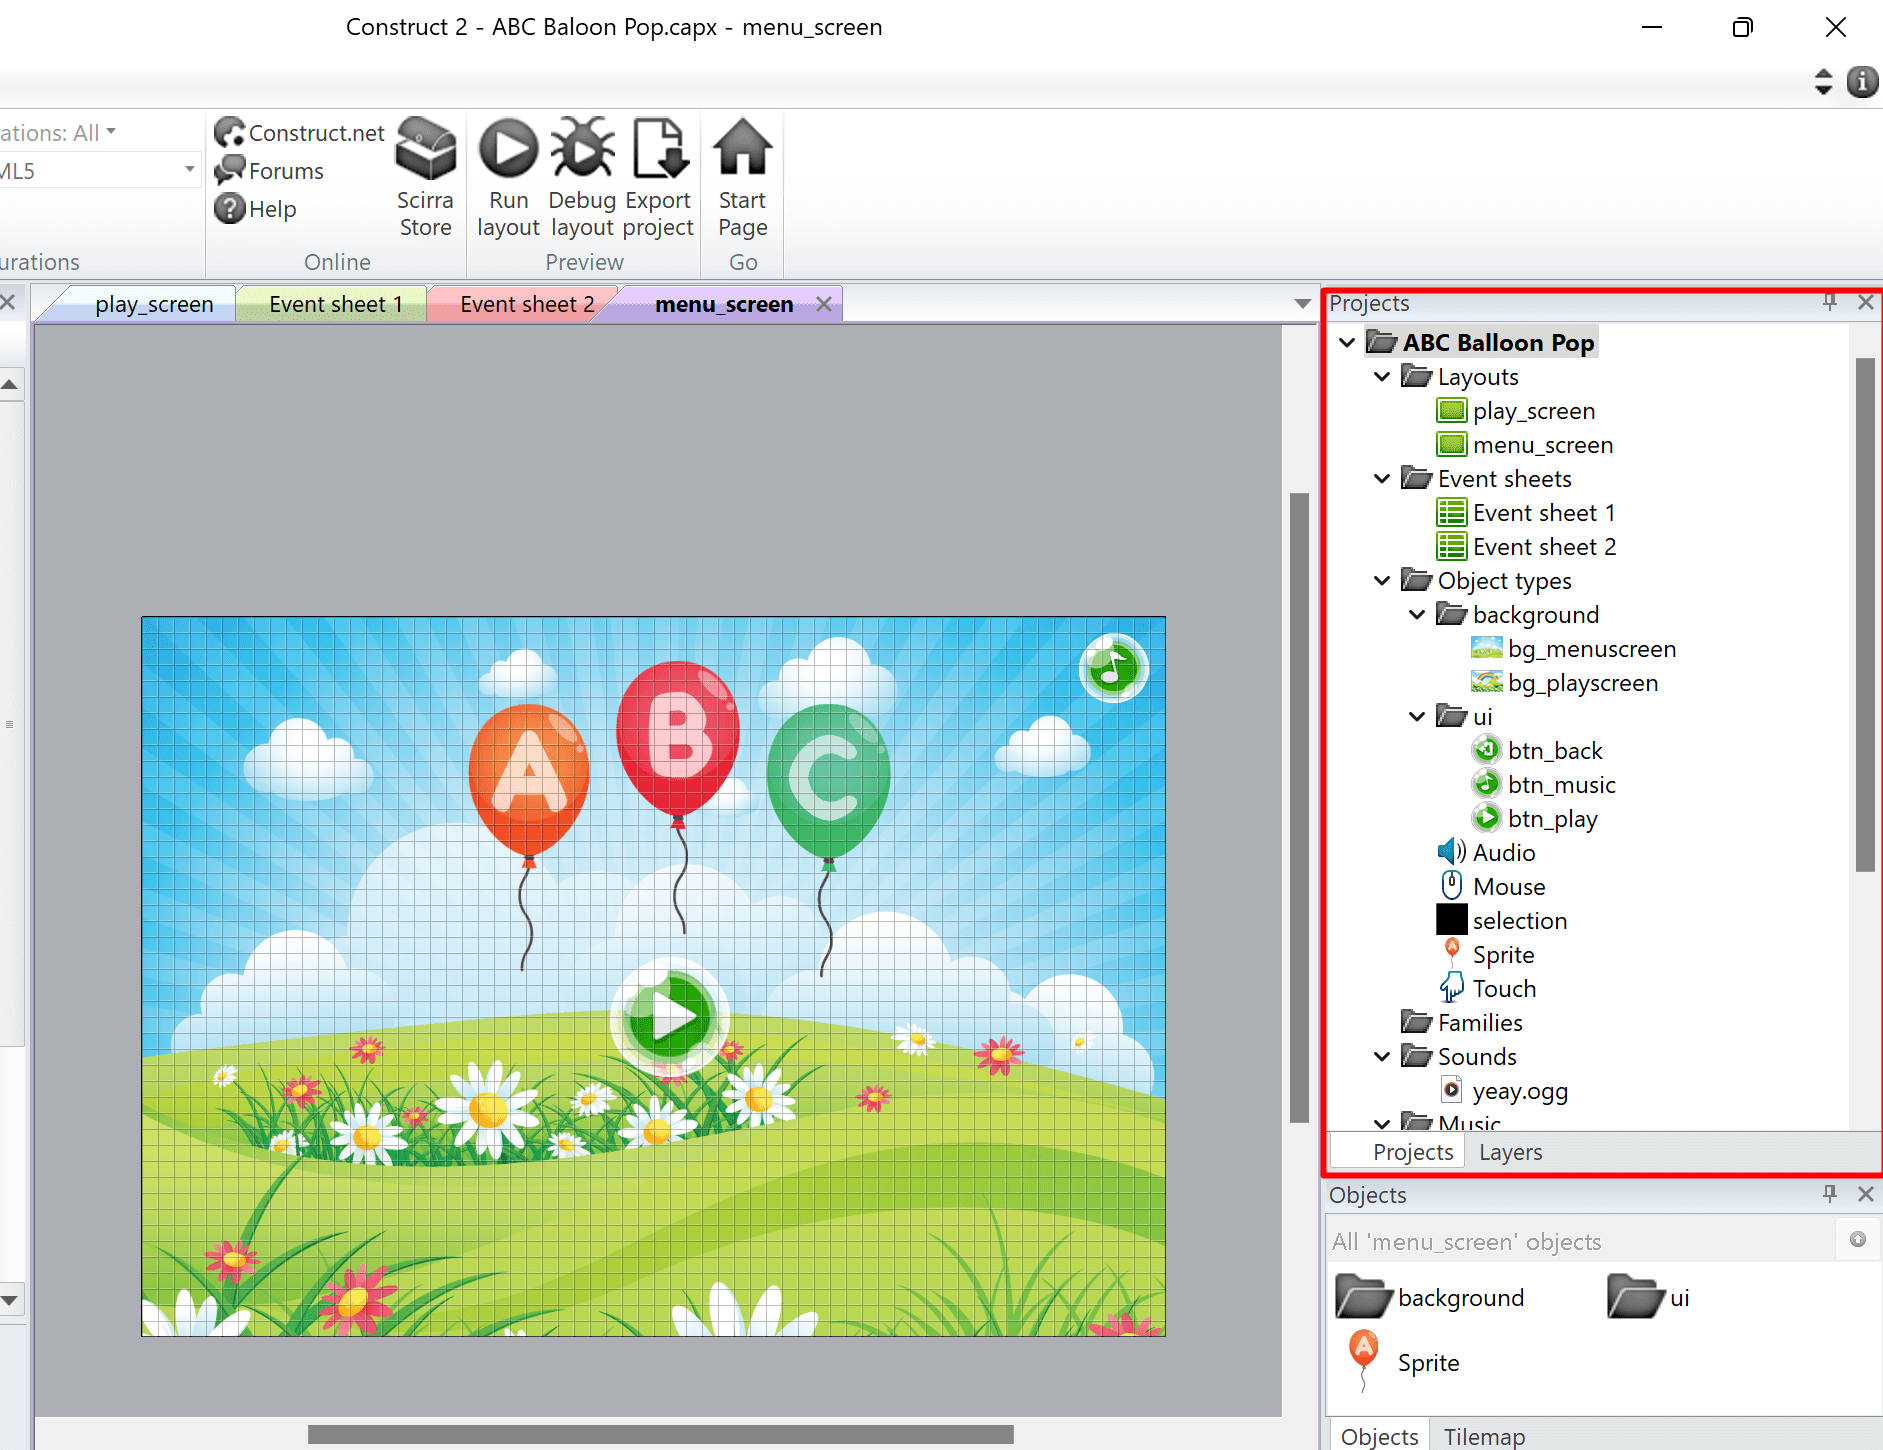 Construct 2 - ABC Baloon Pop.capx - menu_screen
ations: All
ML5
urations
Construct.net
Forums
Help
Scirra Store
Online
Run layout
Debug layout
Export project
Preview
Start Page
Go
play_screen
Event sheet 1
Event sheet 2
menu_screen
A
B
C
Projects
ABC Balloon Pop
Layouts
play_screen
menu_screen
Event sheets
Event sheet 1
Event sheet 2
Object types
background
bg_menuscreen
bg_playscreen
ui
btn_back
btn_music
btn_play
Audio
Mouse
selection
Sprite
Touch
Families
Sounds
yeay.ogg
Music
Projects Layers
Objects
All 'menu_screen' objects
background ui
Sprite
Objects Tilemap